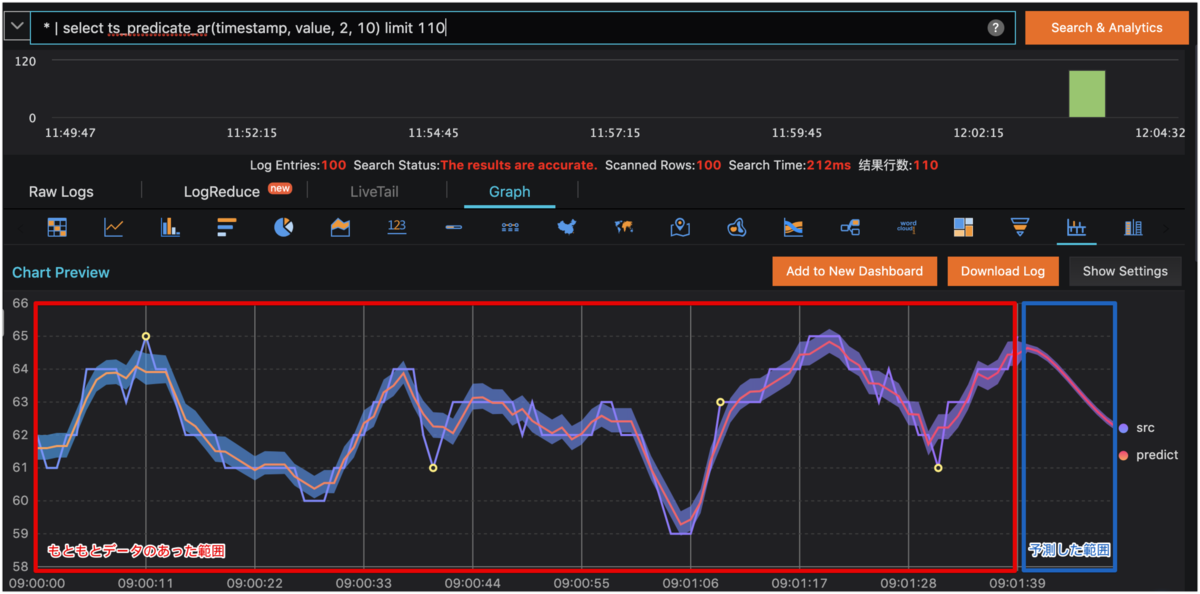 * | select ts_predicate_ar(timestamp, value, 2, 10) limit 110
?
Search & Analytics
120
0
11:49:47 11:52:15 11:54:45 11:57:15 11:59:45 12:02:15 12:04:32
Log Entries:100 Search Status:The results are accurate. Scanned Rows:100 Search Time:212ms 结果行数:110
Raw Logs LogReduce new LiveTail Graph
123
word
cloud
Chart Preview
Add to New Dashboard Download Log Show Settings
66
65
64
63
62
61
60
59
58
src
predict
もともとデータのあった範囲
予測した範囲
09:00:00 09:00:11 09:00:22 09:00:33 09:00:44 09:00:55 09:01:06 09:01:17 09:01:28 09:01:39